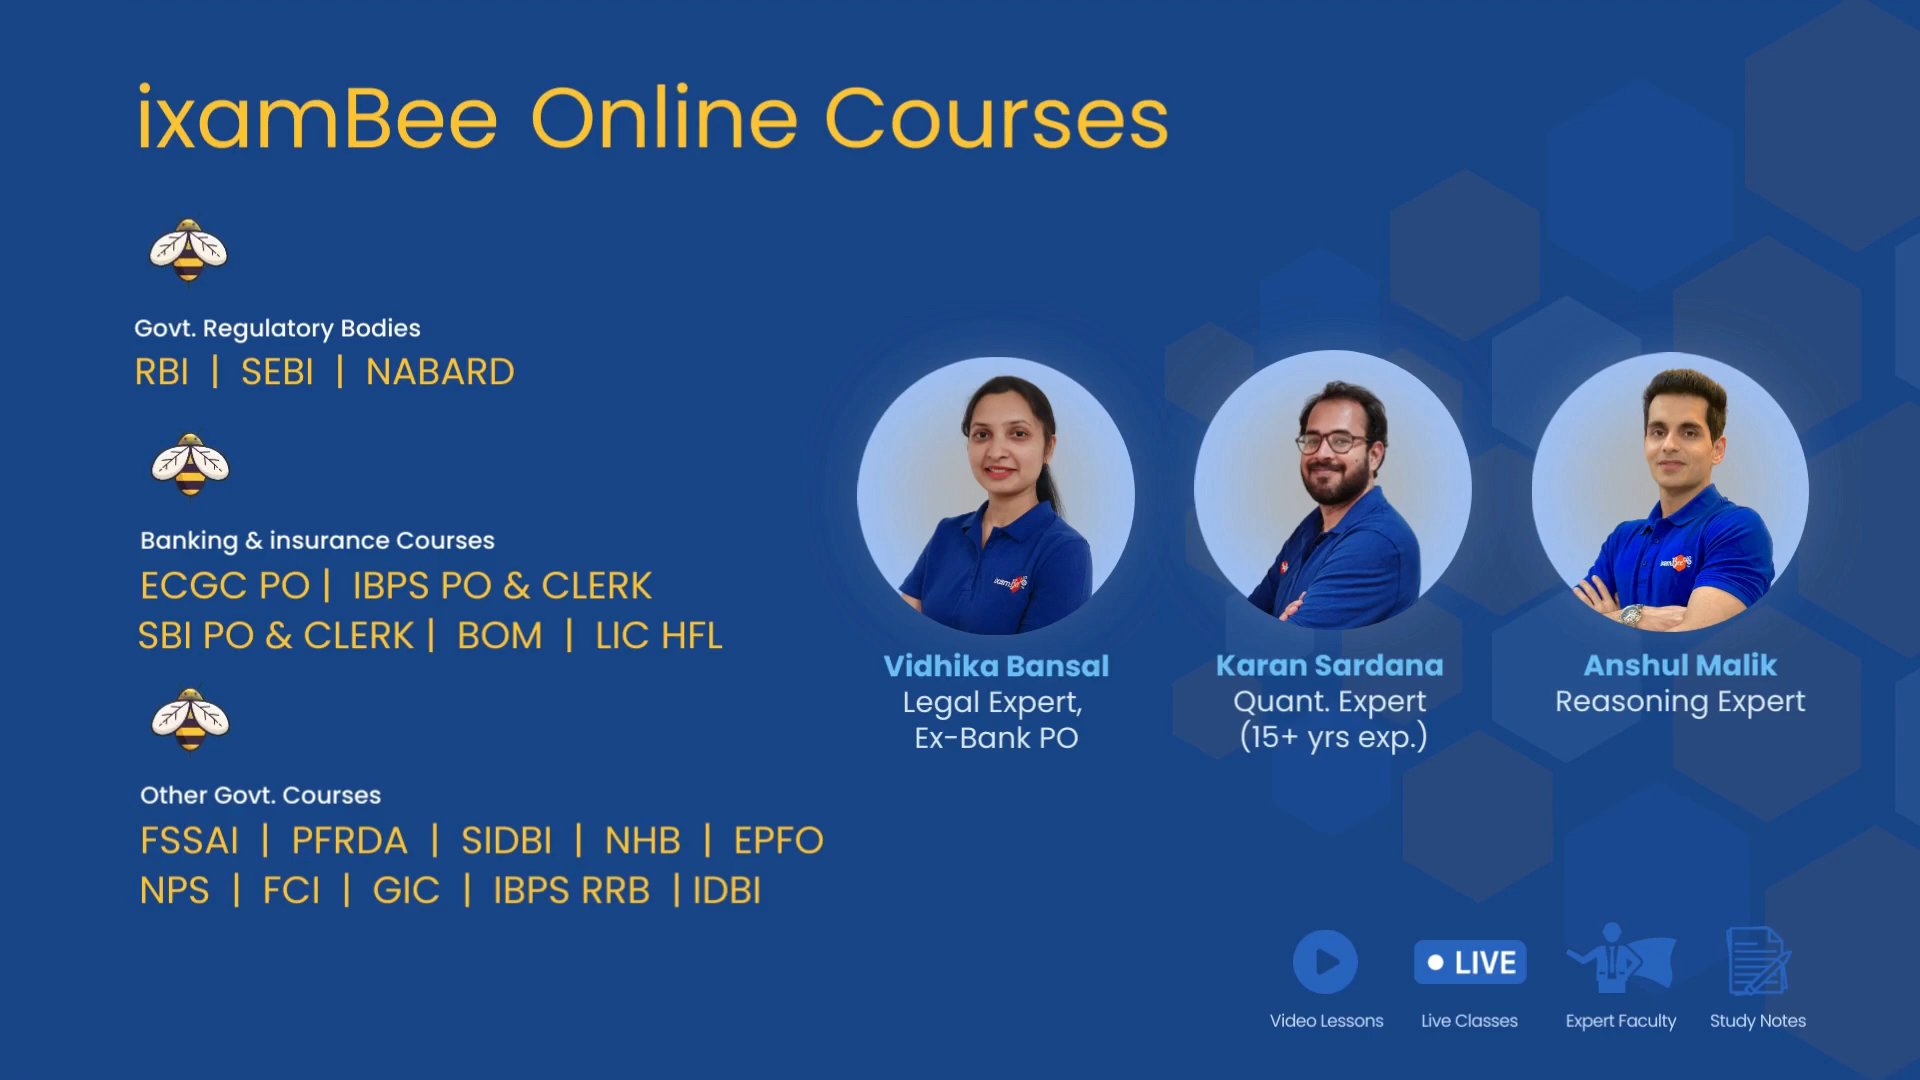 ixamBee Online Courses
Govt. Regulatory Bodies
RBI | SEBI | NABARD
Banking & insurance Courses
ECGC PO | IBPS PO & CLERK
SBI PO & CLERK | BOM | LIC HFL
Other Govt. Courses
FSSAI | PFRDA | SIDBI | NHB | EPFO
NPS | FCI | GIC | IBPS RRB | IDBI
ixamBee
ixamBee
Vidhika Bansal
Legal Expert,
Ex-Bank PO
Karan Sardana
Quant. Expert
(15+ yrs exp.)
Anshul Malik
Reasoning Expert
LIVE
Video Lessons
Live Classes
Expert Faculty
Study Notes